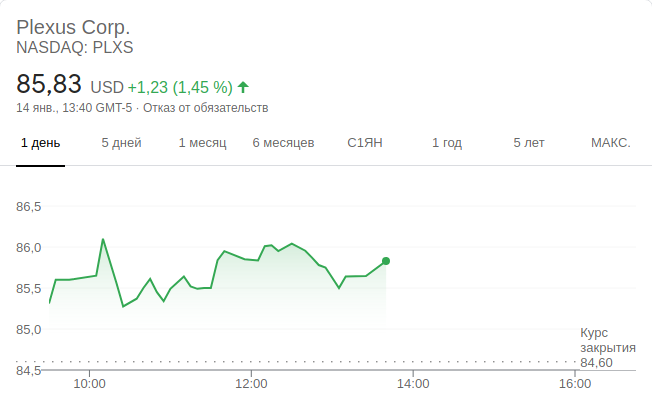 Plexus Corp.
NASDAQ: PLXS
85,83 USD +1,23 (1,45 %)
14 янв., 13:40 GMT-5 · Отказ от обязательств
1 день 5 дней 1 месяц 6 месяцев С1ЯН 1 год 5 лет МАКС.
86,5
86,0
85,5
85,0
Курс
закрытия
84,60
84,5
10:00 12:00 14:00 16:00